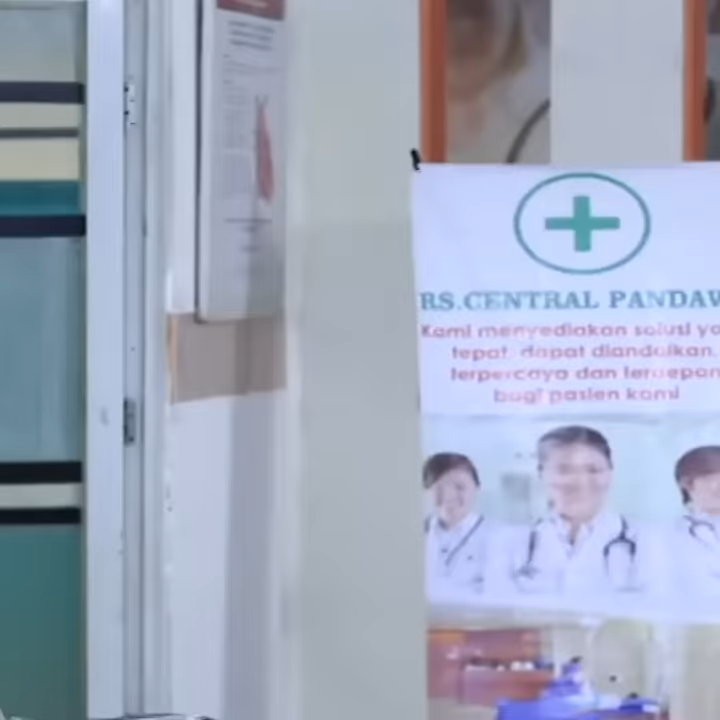 RS.CENTRAL PANDAW
Kami menyediakan solusi ya
tepat, dapat diandalkan,
terpercaya dan terdepan
bagi pasien kami